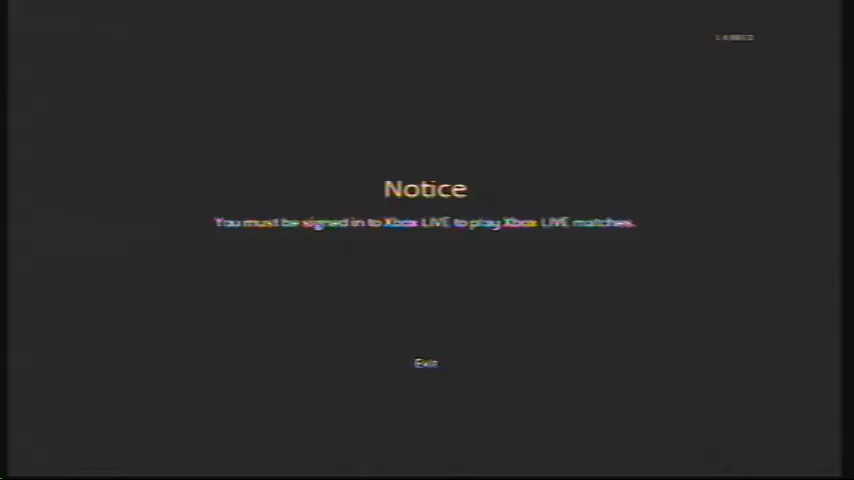 Notice
You must be signed in to Xbox LIVE to play Xbox LIVE matches.
Exit